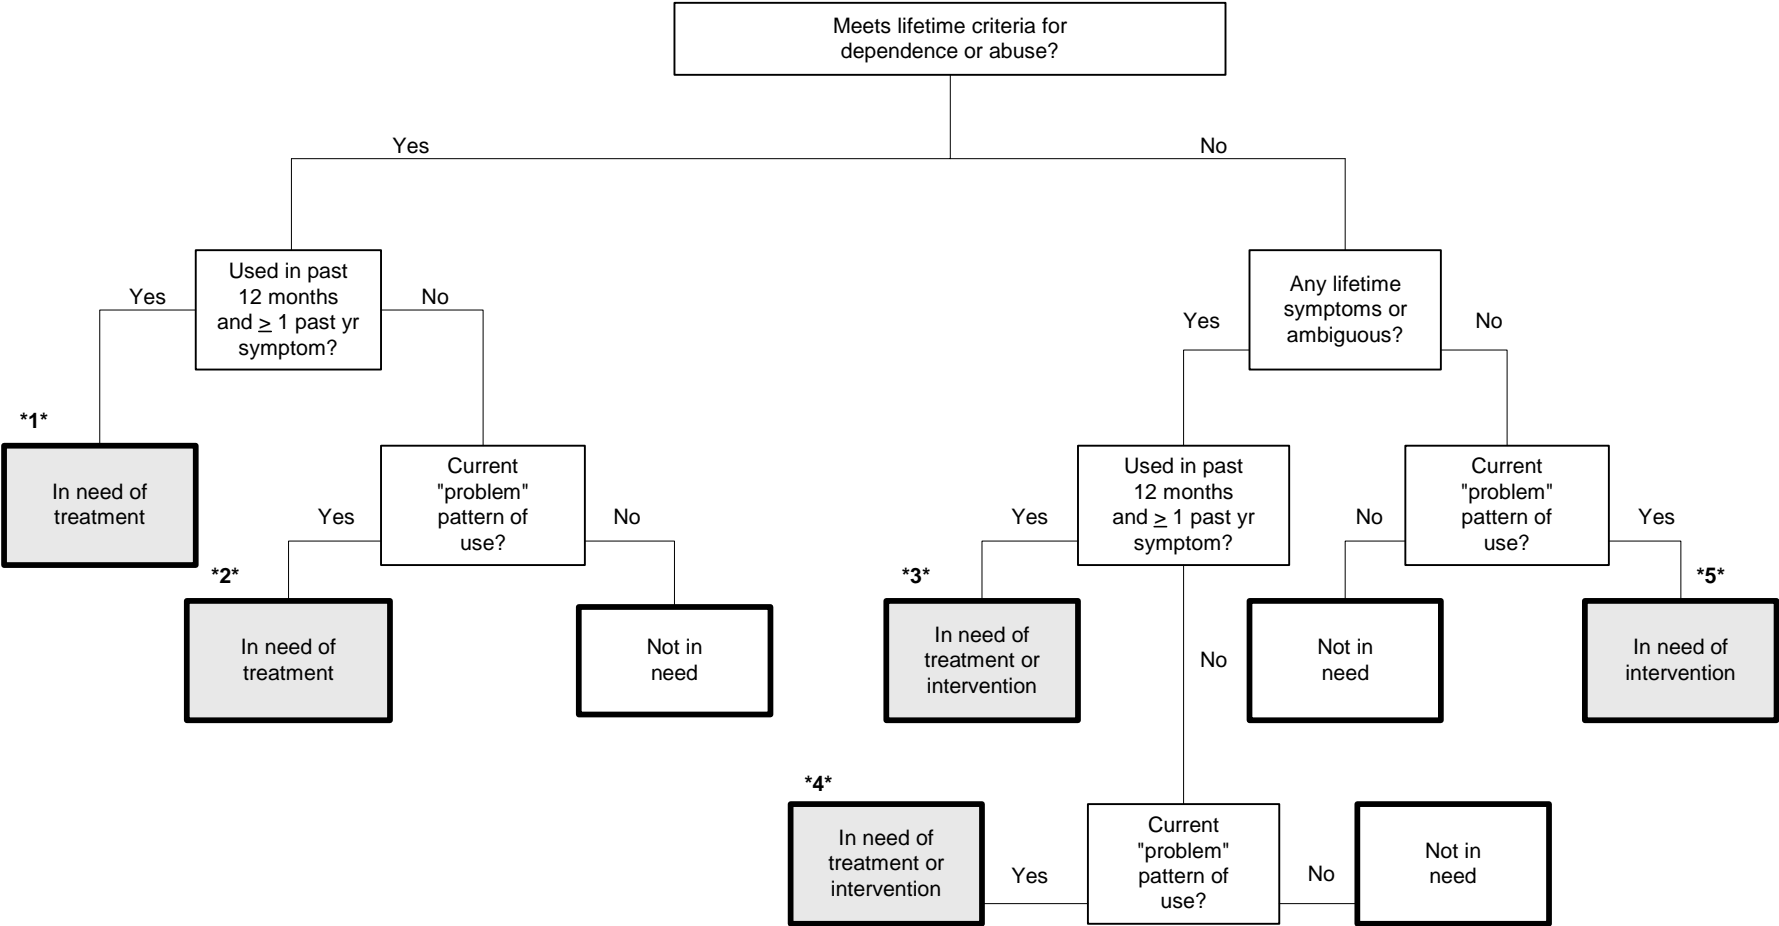 Meets lifetime criteria for
dependence or abuse?
Yes
No
Used in past
12 months
and ≥ 1 past yr
symptom?
Any lifetime
symptoms or
ambiguous?
Yes
No
Yes
No
*1*
In need of
treatment
Current
"problem"
pattern of
use?
Used in past
12 months
and ≥ 1 past yr
symptom?
Current
"problem"
pattern of
use?
Yes
No
Yes
No
Yes
*2*
In need of
treatment
Not in
need
*3*
In need of
treatment or
intervention
No
Not in
need
*5*
In need of
intervention
*4*
In need of
treatment or
intervention
Yes
Current
"problem"
pattern of
use?
No
Not in
need